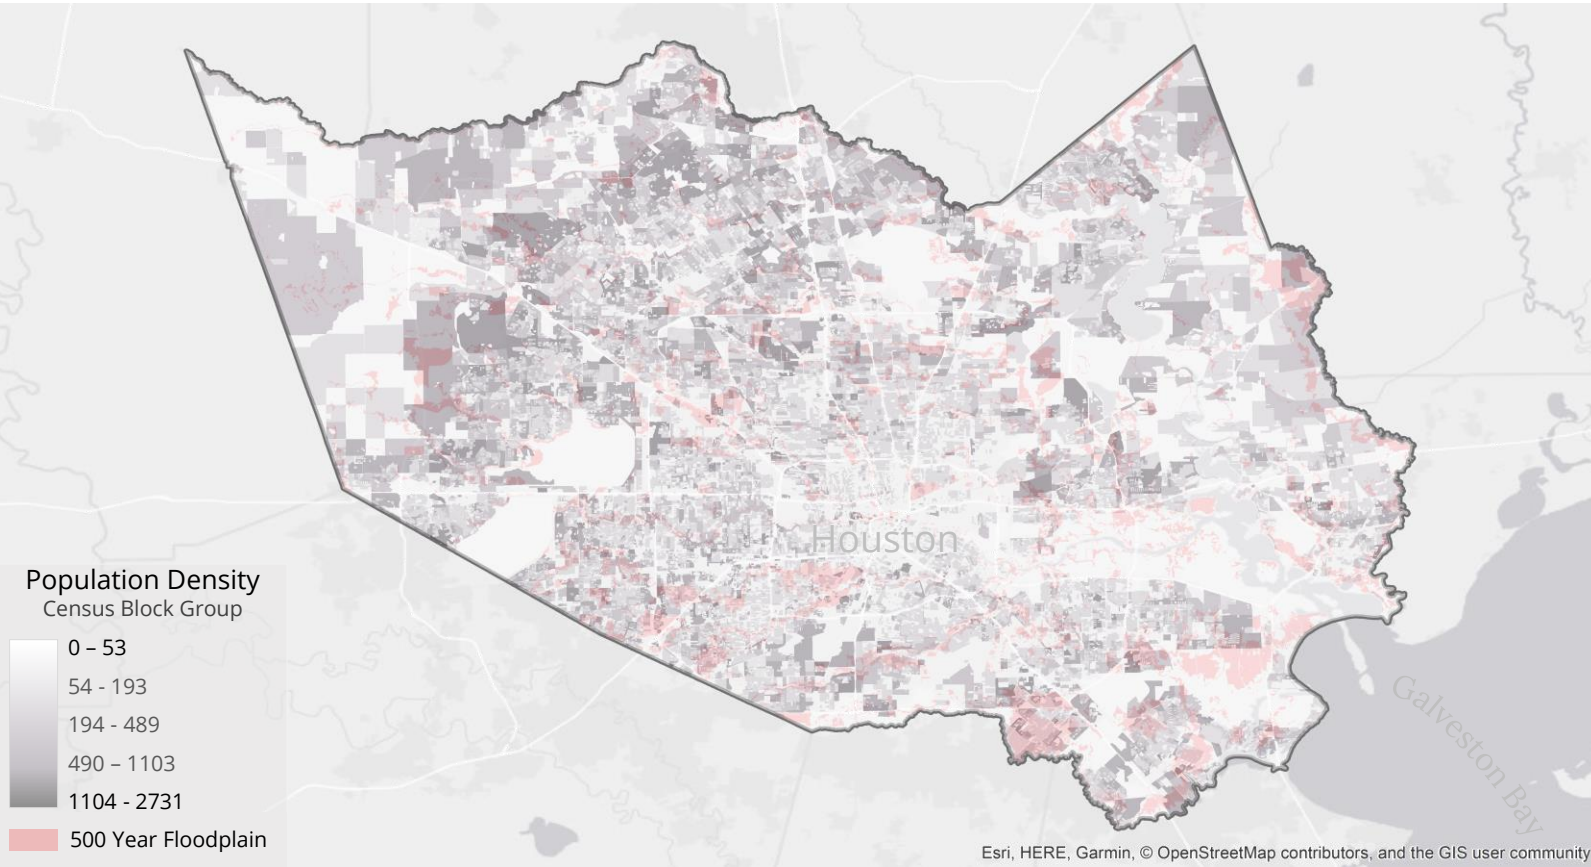 Houston
Galveston Bay
Population Density
Census Block Group
0 – 53
54 - 193
194 - 489
490 – 1103
1104 - 2731
500 Year Floodplain
Esri, HERE, Garmin, © OpenStreetMap contributors, and the GIS user community